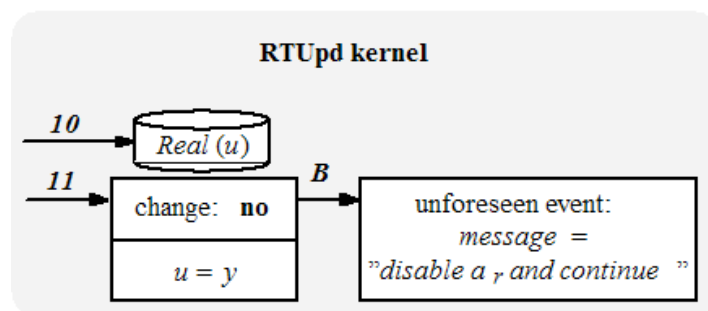 RTUpd kernel
10
Real (u)
11
B
change: no
u = y
unforeseen event:
message =
”disable a r and continue ”